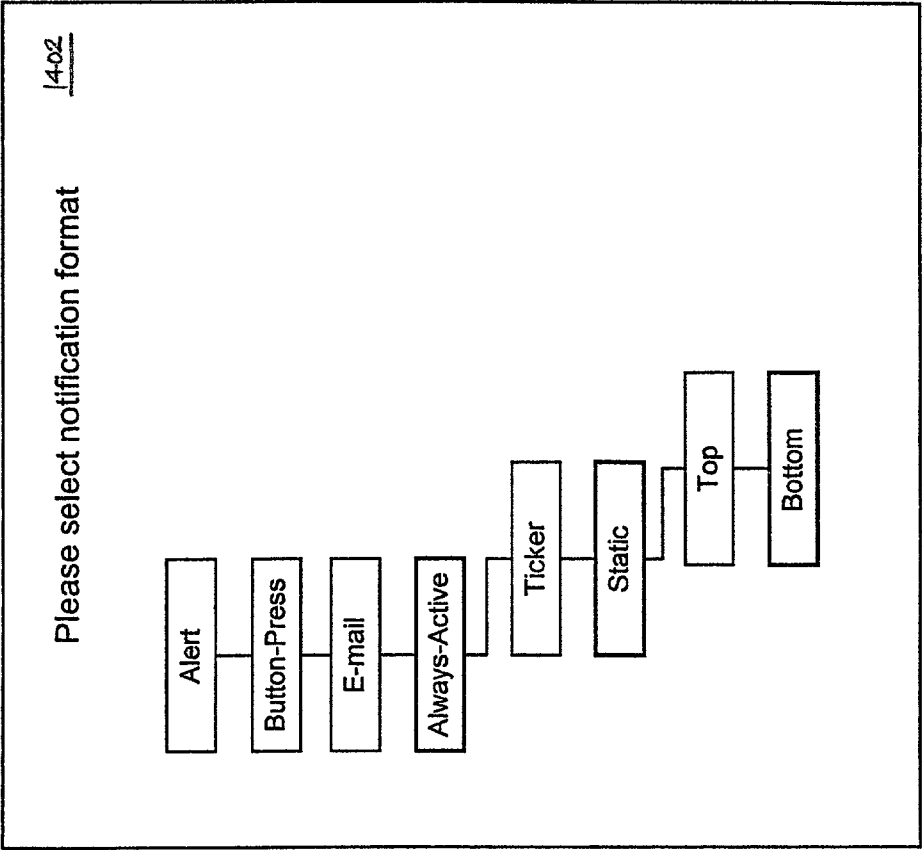 Please select notification format
1402
Alert
Button-Press
E-mail
Always-Active
Ticker
Static
Top
Bottom